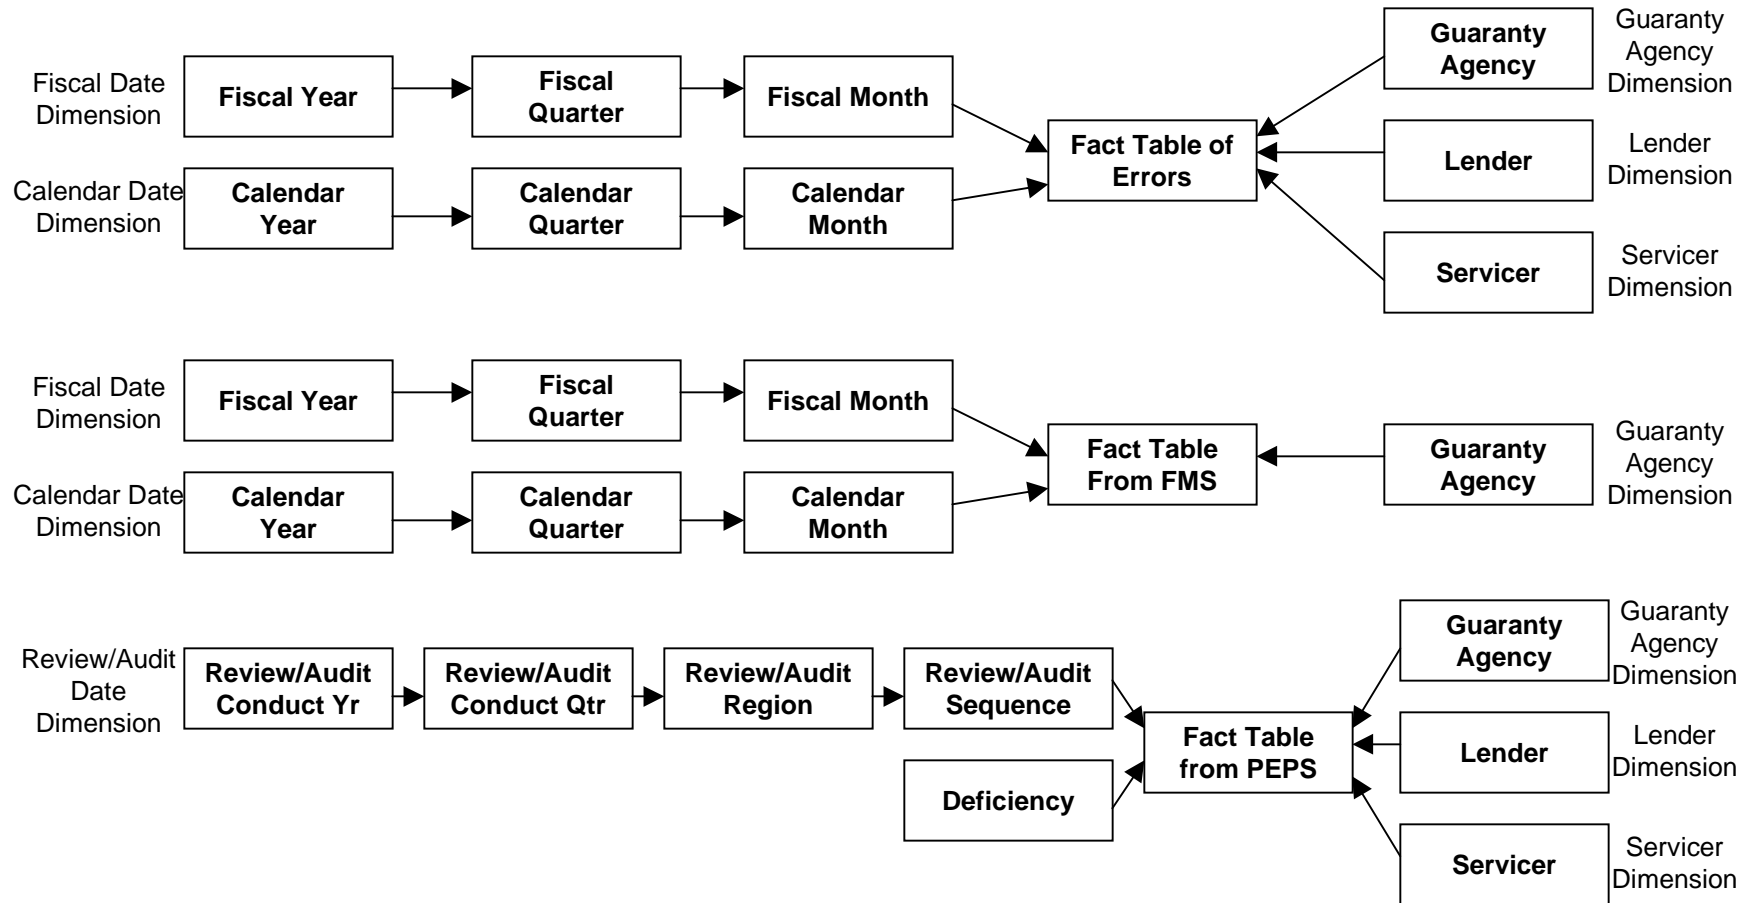 Fiscal Date
Dimension
Fiscal Year
Fiscal
Quarter
Fiscal Month
Calendar Date
Dimension
Calendar
Year
Calendar
Quarter
Calendar
Month
Fact Table of
Errors
Guaranty
Agency
Guaranty
Agency
Dimension
Lender
Lender
Dimension
Servicer
Servicer
Dimension
Fiscal Date
Dimension
Fiscal Year
Fiscal
Quarter
Fiscal Month
Calendar Date
Dimension
Calendar
Year
Calendar
Quarter
Calendar
Month
Fact Table
From FMS
Guaranty
Agency
Guaranty
Agency
Dimension
Review/Audit
Date
Dimension
Review/Audit
Conduct Yr
Review/Audit
Conduct Qtr
Review/Audit
Region
Review/Audit
Sequence
Deficiency
Fact Table
from PEPS
Guaranty
Agency
Guaranty
Agency
Dimension
Lender
Lender
Dimension
Servicer
Servicer
Dimension